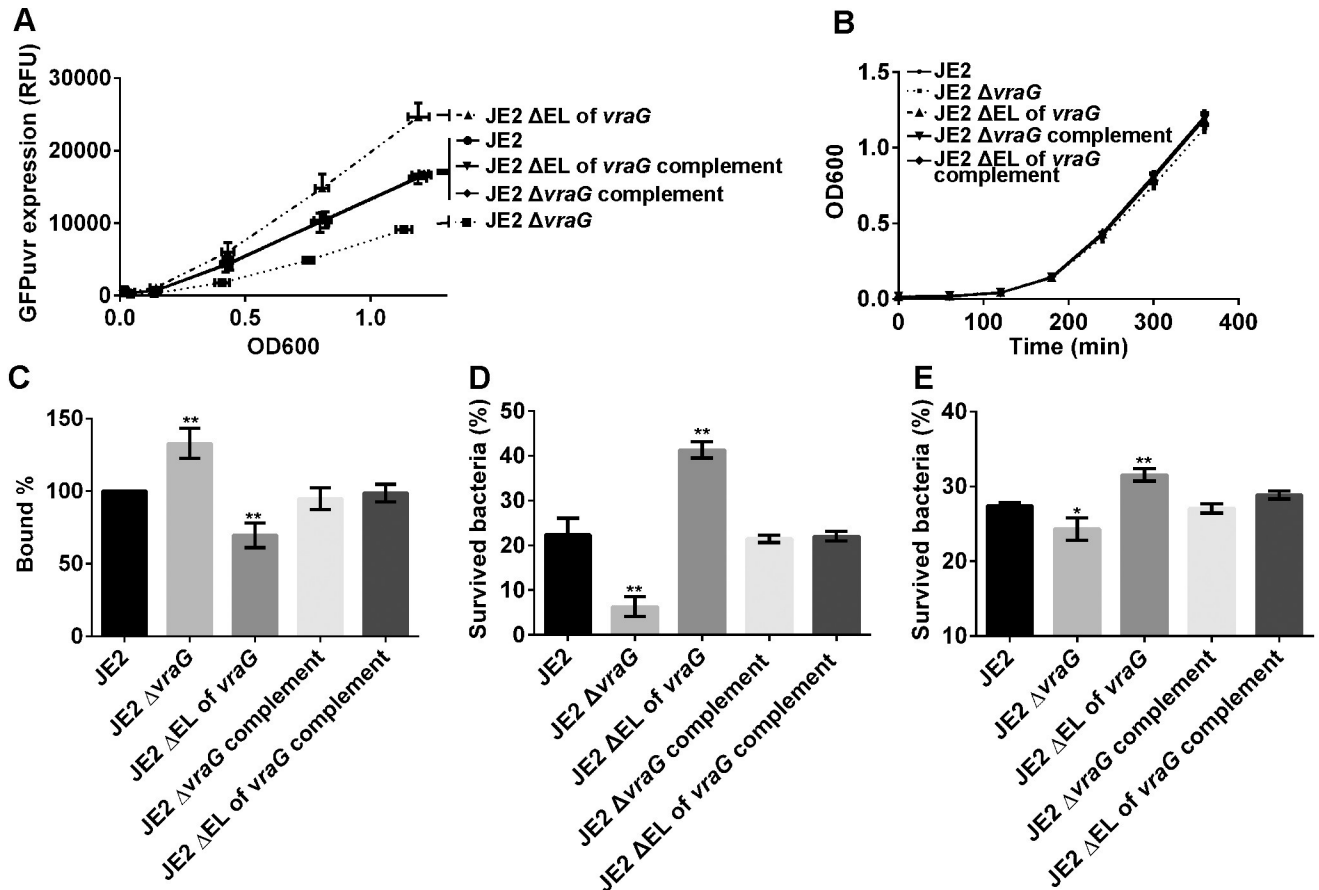 A
GFPuvr expression (RFU)
30000
20000
10000
0
0.0
0.5
1.0
OD600
JE2 ΔEL of vraG
JE2
JE2 ΔEL of vraG complement
JE2 ΔvraG complement
JE2 ΔvraG
B
OD600
1.5
1.0
0.5
0.0
0
100
200
300
400
Time (min)
JE2
JE2 ΔvraG
JE2 ΔEL of vraG
JE2 ΔvraG complement
JE2 ΔEL of vraG
complement
C
Bound %
150
100
50
0
**
**
JE2
JE2 ΔvraG
JE2 ΔEL of vraG
JE2 ΔvraG complement
JE2 ΔEL of vraG complement
D
Survived bacteria (%)
50
40
30
20
10
0
**
**
JE2
JE2 ΔvraG
JE2 ΔEL of vraG
JE2 ΔvraG complement
JE2 ΔEL of vraG complement
E
Survived bacteria (%)
40
30
20
10
*
**
JE2
JE2 ΔvraG
JE2 ΔEL of vraG
JE2 ΔvraG complement
JE2 ΔEL of vraG complement